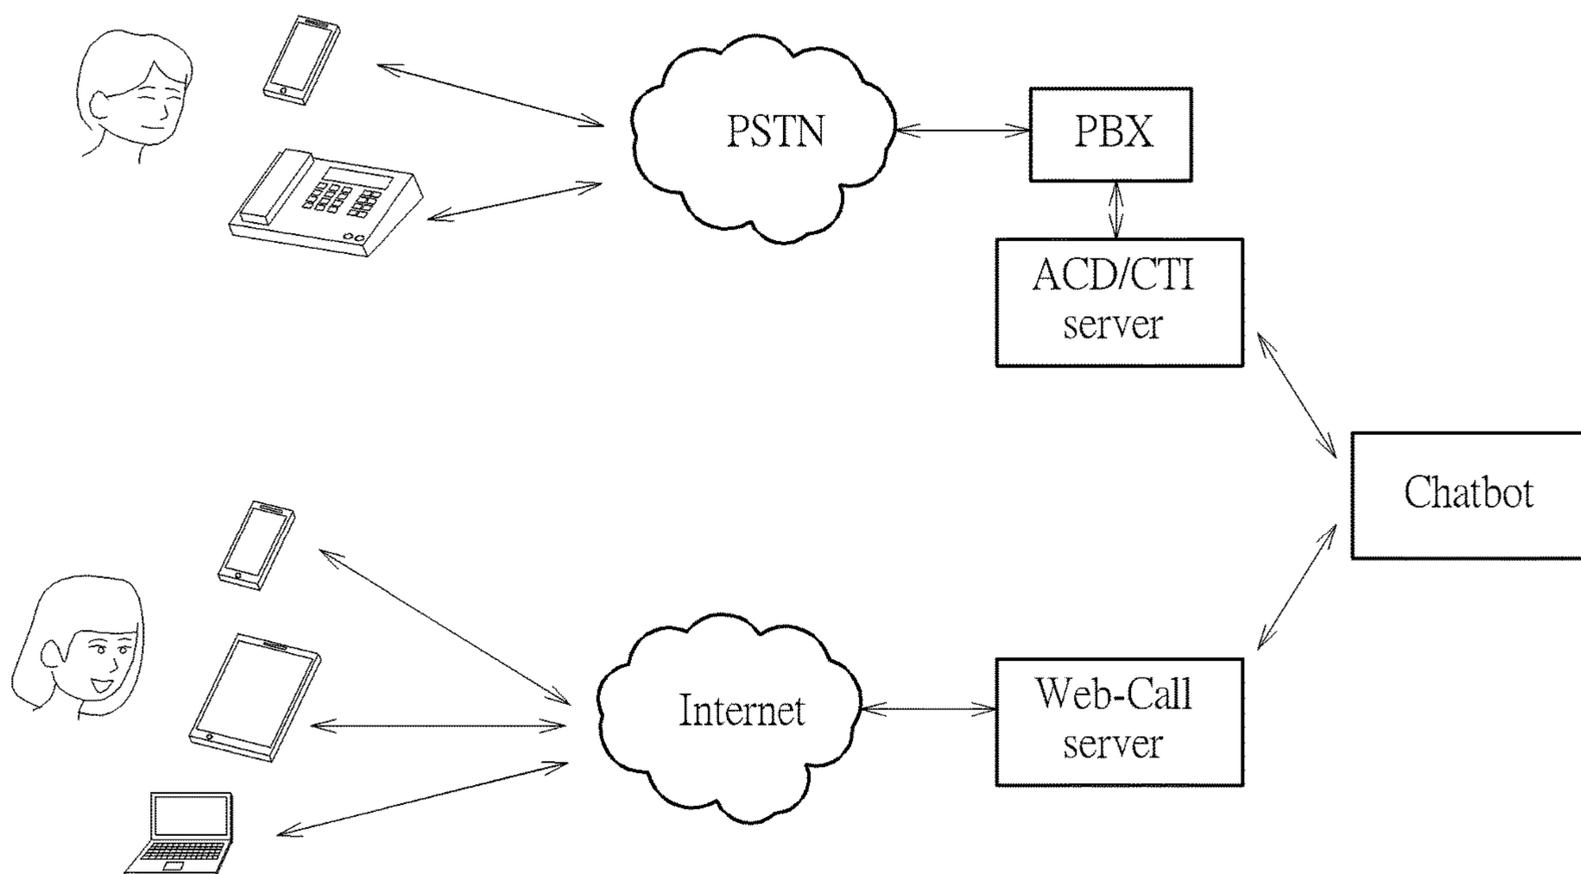 PSTN
PBX
ACD/CTI
server
Chatbot
Internet
Web-Call
server